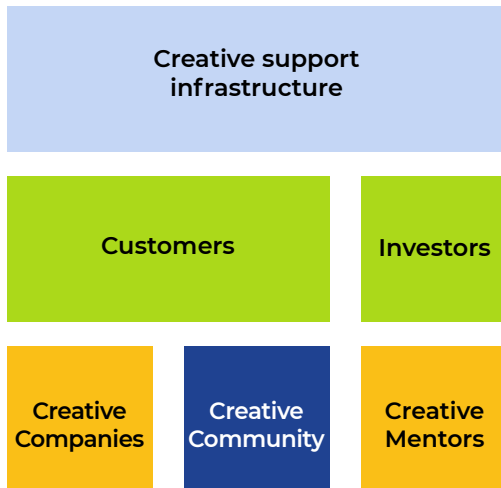 Creative support
infrastructure
Customers
Investors
Creative
Companies
Creative
Community
Creative
Mentors